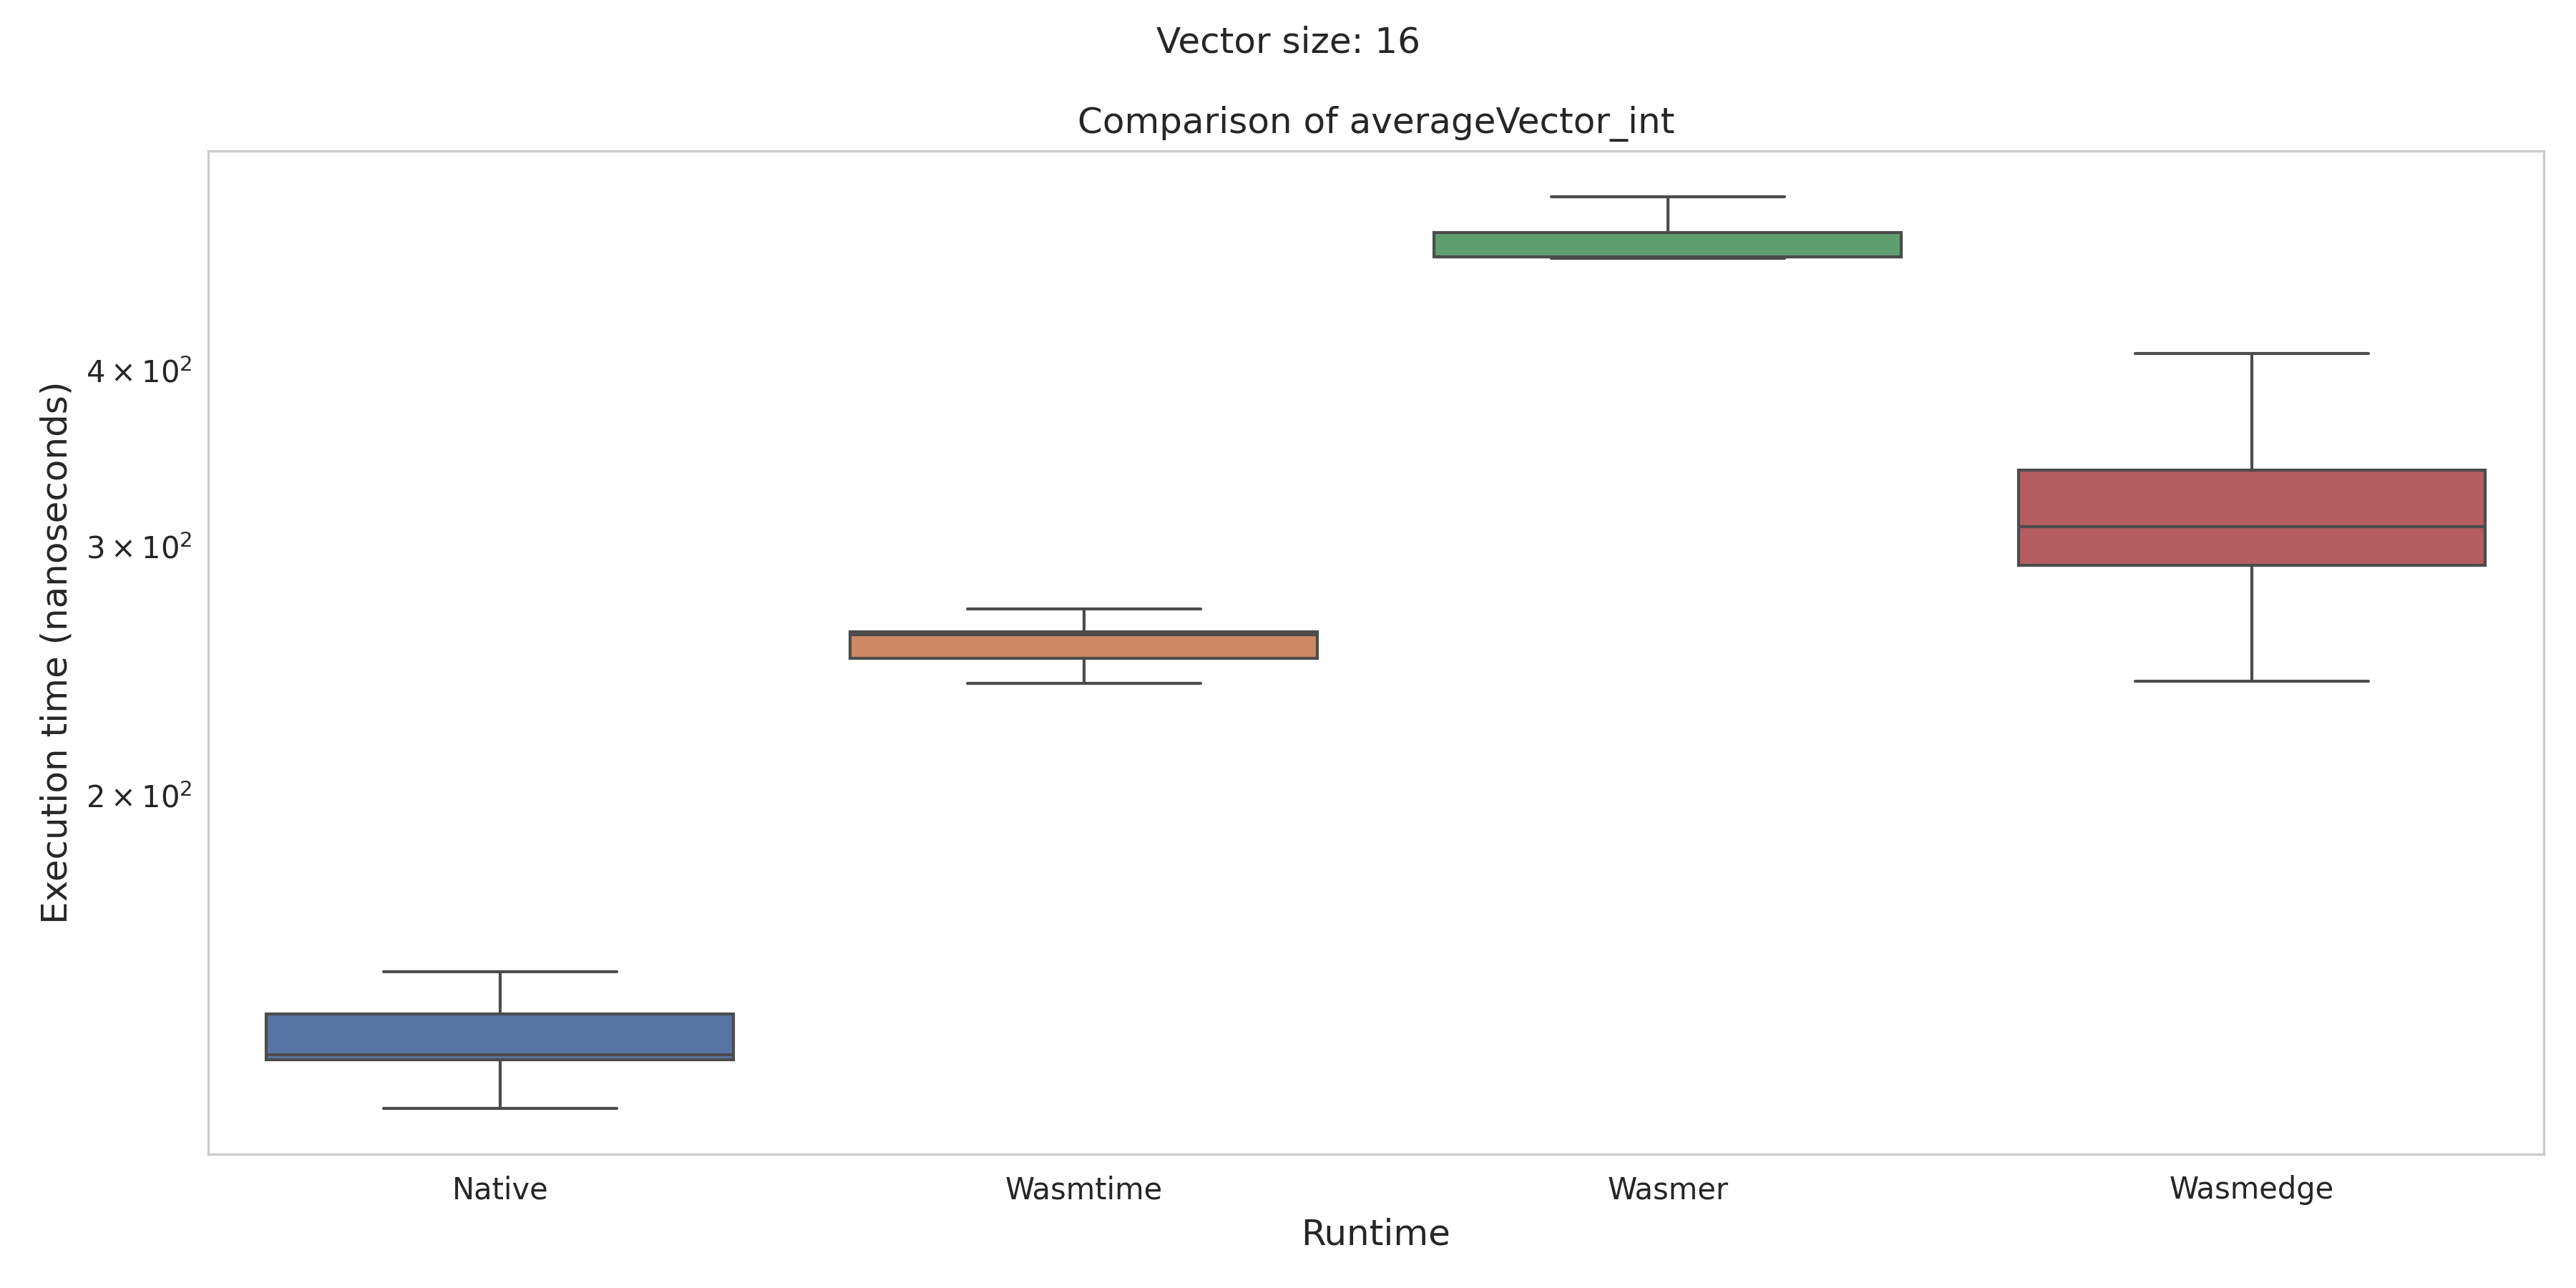 Vector size: 16
Comparison of averageVector_int
Execution time (nanoseconds)
4 × 10²
3 × 10²
2 × 10²
Native Wasmtime Wasmer Wasmedge
Runtime